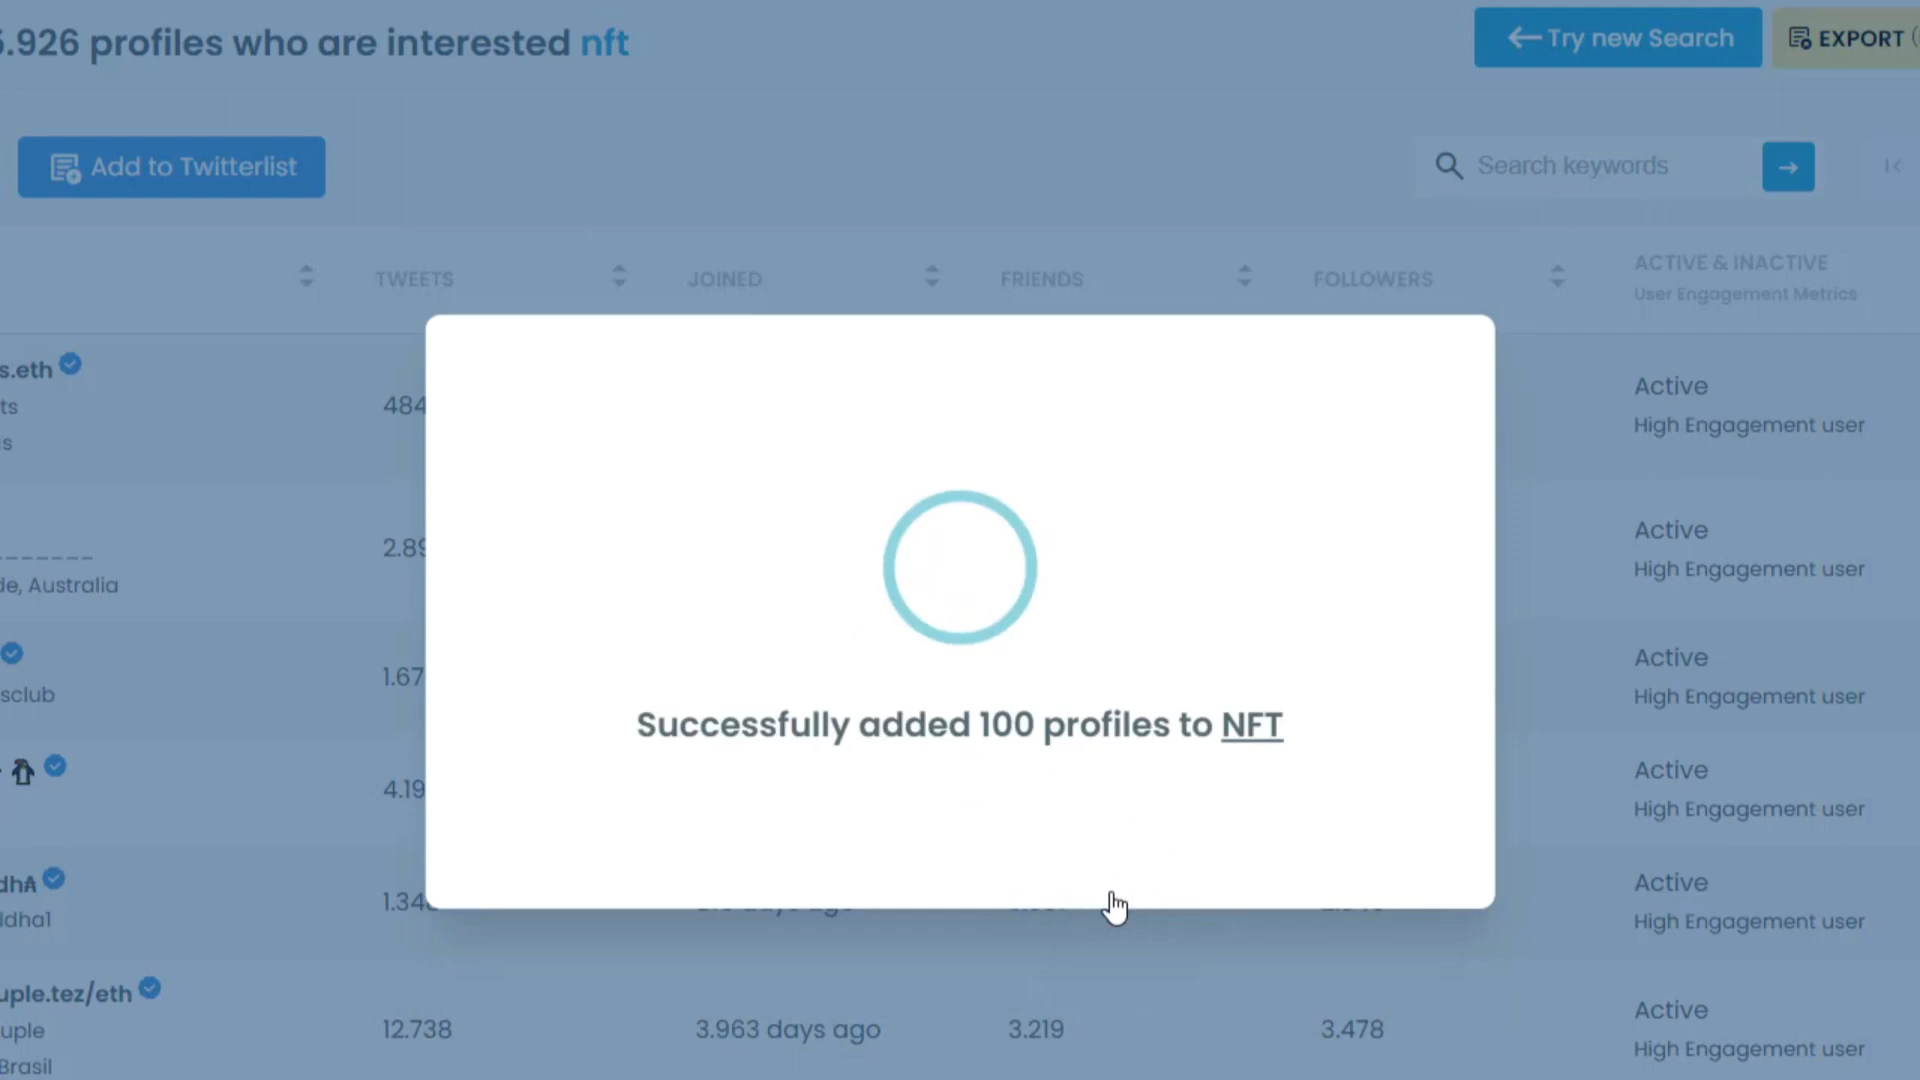 5.926 profiles who are interested nft
Try new Search
EXPORT
Add to Twitterlist
Search keywords
TWEETS JOINED FRIENDS FOLLOWERS ACTIVE & INACTIVE
User Engagement Metrics
s.eth
ts
484
Active
High Engagement user
2.89
de, Australia
Active
High Engagement user
sclub
1.67
Active
High Engagement user
4.19
Active
High Engagement user
Successfully added 100 profiles to NFT
ddha1
1.34
Active
High Engagement user
uple.tez/eth
uple
Brasil
12.738 3.963 days ago 3.219 3.478
Active
High Engagement user